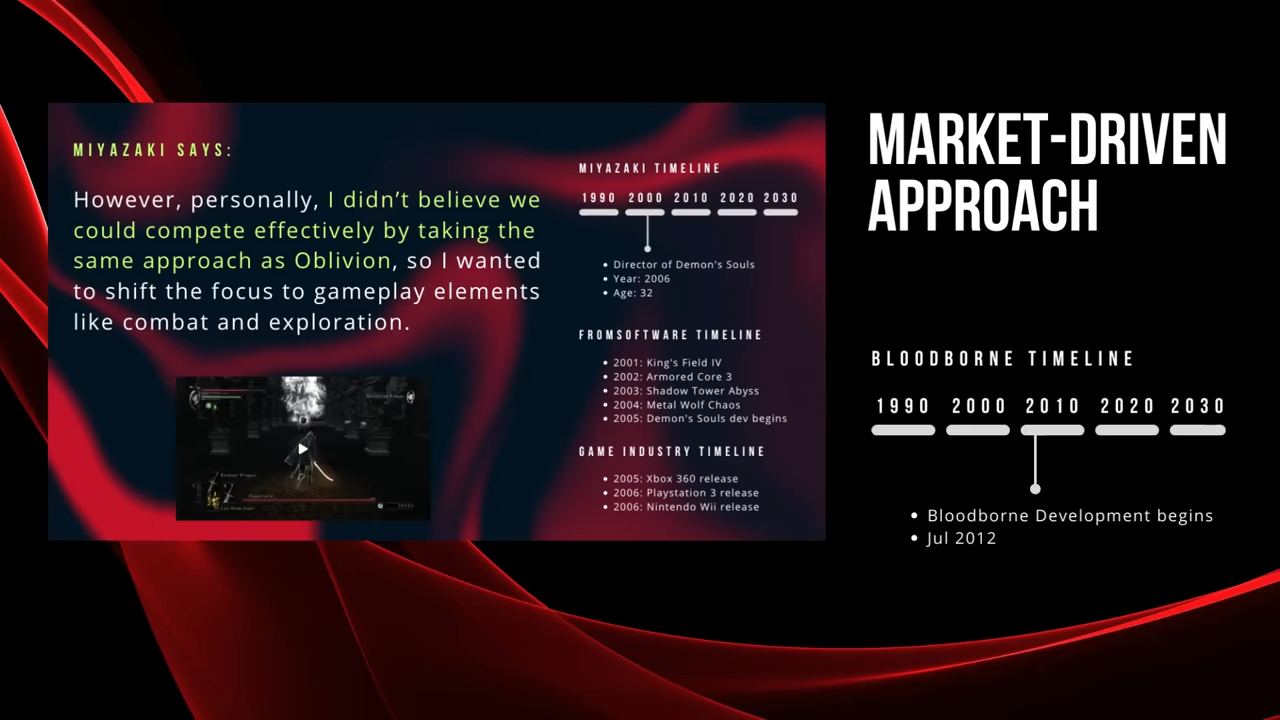 MIYAZAKI SAYS:
However, personally, I didn't believe we
could compete effectively by taking the
same approach as Oblivion, so I wanted
to shift the focus to gameplay elements
like combat and exploration.
MIYAZAKI TIMELINE
1990 2000 2010 2020 2030
• Director of Demon's Souls
• Year: 2006
• Age: 32
FROMSOFTWARE TIMELINE
• 2001: King's Field IV
• 2002: Armored Core 3
• 2003: Shadow Tower Abyss
• 2004: Metal Wolf Chaos
• 2005: Demon's Souls dev begins
GAME INDUSTRY TIMELINE
• 2005: Xbox 360 release
• 2006: Playstation 3 release
• 2006: Nintendo Wii release
MARKET-DRIVEN
APPROACH
BLOODBORNE TIMELINE
1990 2000 2010 2020 2030
• Bloodborne Development begins
• Jul 2012